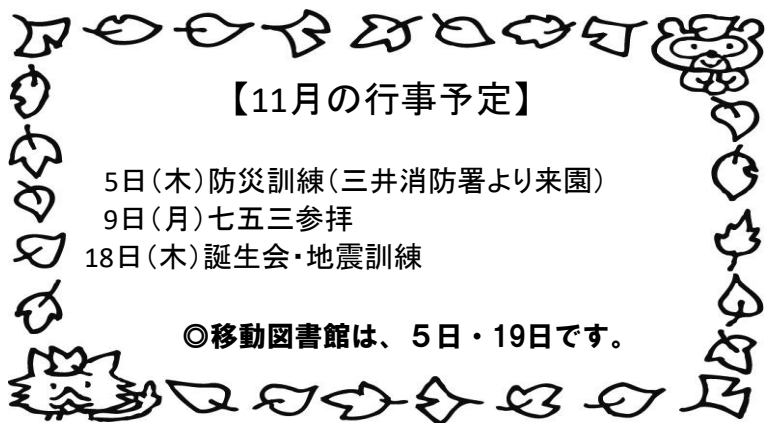 【11月の行事予定】
5日(木)防災訓練(三井消防署より来園)
9日(月)七五三参拝
18日(木)誕生会・地震訓練
◎移動図書館は、5日・19日です。